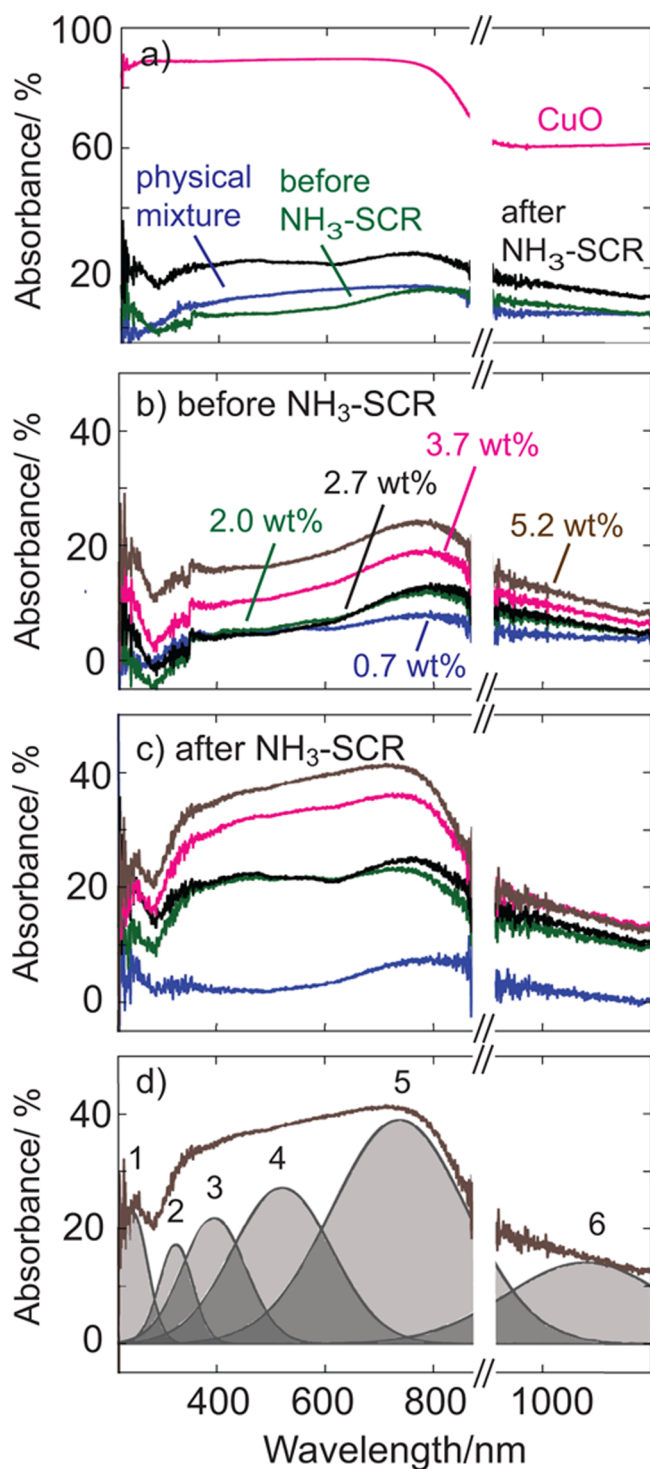 //
100
a)
60
20
Absorbance/ %
CuO
physical
mixture
before
NH₃-SCR
after
NH₃-SCR
//
b) before NH₃-SCR
40
20
0
Absorbance/ %
3.7 wt%
2.7 wt%
2.0 wt%
5.2 wt%
0.7 wt%
//
c) after NH₃-SCR
40
20
0
Absorbance/ %
//
d)
40
20
0
Absorbance/ %
1
2
3
4
5
6
//
400
600
800
1000
Wavelength/nm